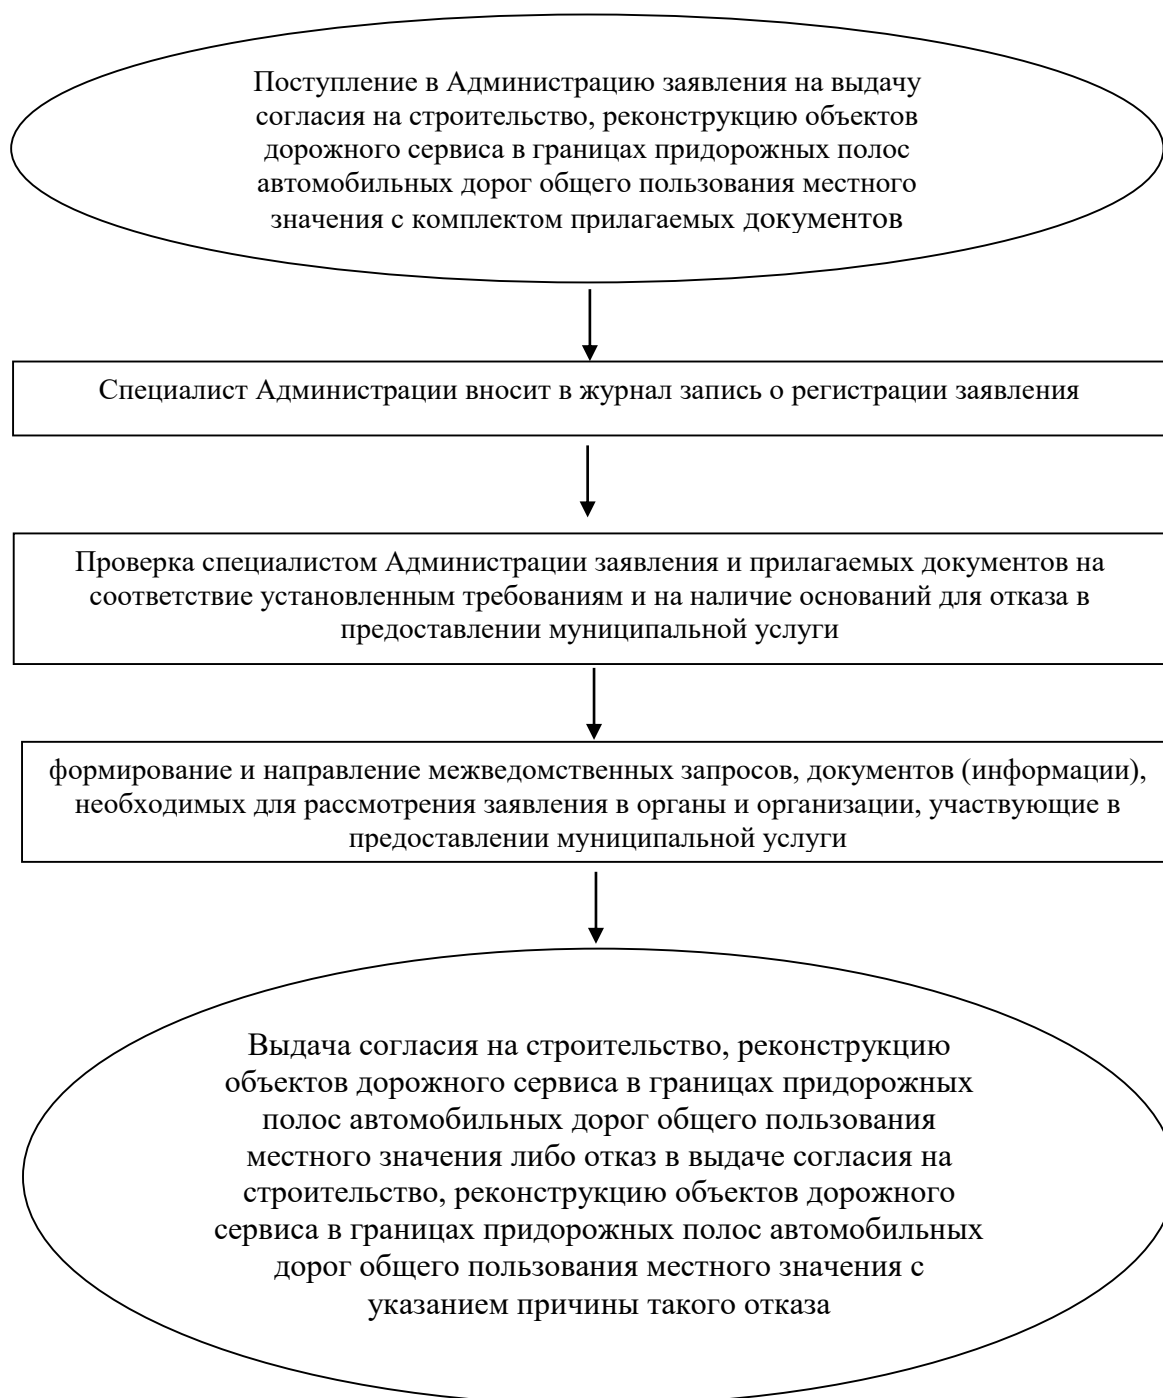 Поступление в Администрацию заявления на выдачу
согласия на строительство, реконструкцию объектов
дорожного сервиса в границах придорожных полос
автомобильных дорог общего пользования местного
значения с комплектом прилагаемых документов
Специалист Администрации вносит в журнал запись о регистрации заявления
Проверка специалистом Администрации заявления и прилагаемых документов на
соответствие установленным требованиям и на наличие оснований для отказа в
предоставлении муниципальной услуги
формирование и направление межведомственных запросов, документов (информации),
необходимых для рассмотрения заявления в органы и организации, участвующие в
предоставлении муниципальной услуги
Выдача согласия на строительство, реконструкцию
объектов дорожного сервиса в границах придорожных
полос автомобильных дорог общего пользования
местного значения либо отказ в выдаче согласия на
строительство, реконструкцию объектов дорожного
сервиса в границах придорожных полос автомобильных
дорог общего пользования местного значения с
указанием причины такого отказа